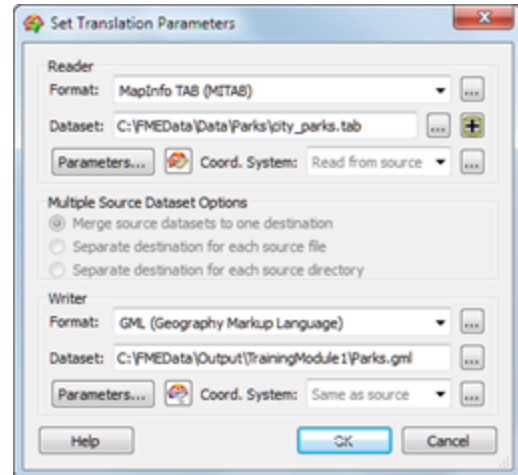 Set Translation Parameters
Reader
Format: MapInfo TAB (MITAB) ...
Dataset: C:\FMEData\Data\Parks\city_parks.tab ...
Parameters... Coord. System: Read from source ...
Multiple Source Dataset Options
Merge source datasets to one destination
Separate destination for each source file
Separate destination for each source directory
Writer
Format: GML (Geography Markup Language) ...
Dataset: C:\FMEData\Output\TrainingModule1\Parks.gml ...
Parameters... Coord. System: Same as source ...
Help OK Cancel